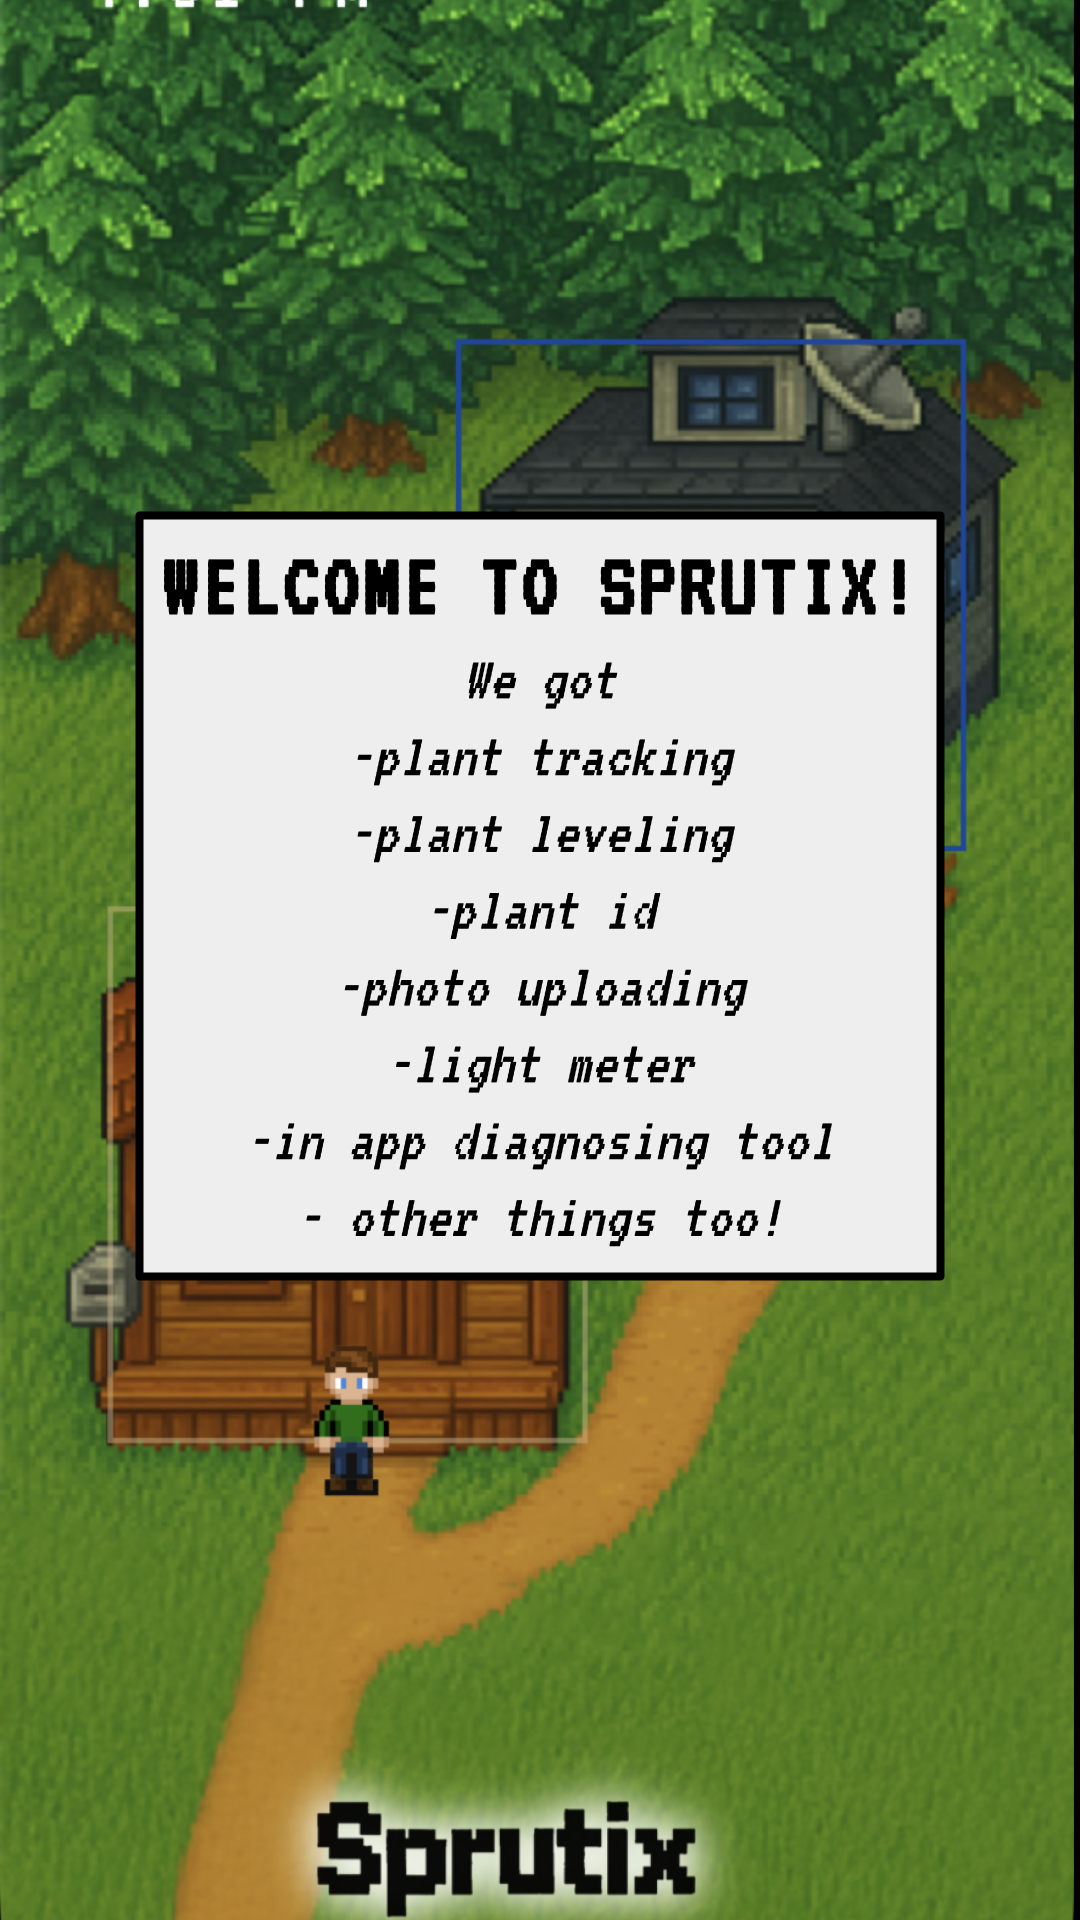 WELCOME TO SPRUTIX!
We got
-plant tracking
-plant leveling
-plant id
-photo uploading
-light meter
-in app diagnosing tool
- other things too!
Sprutix